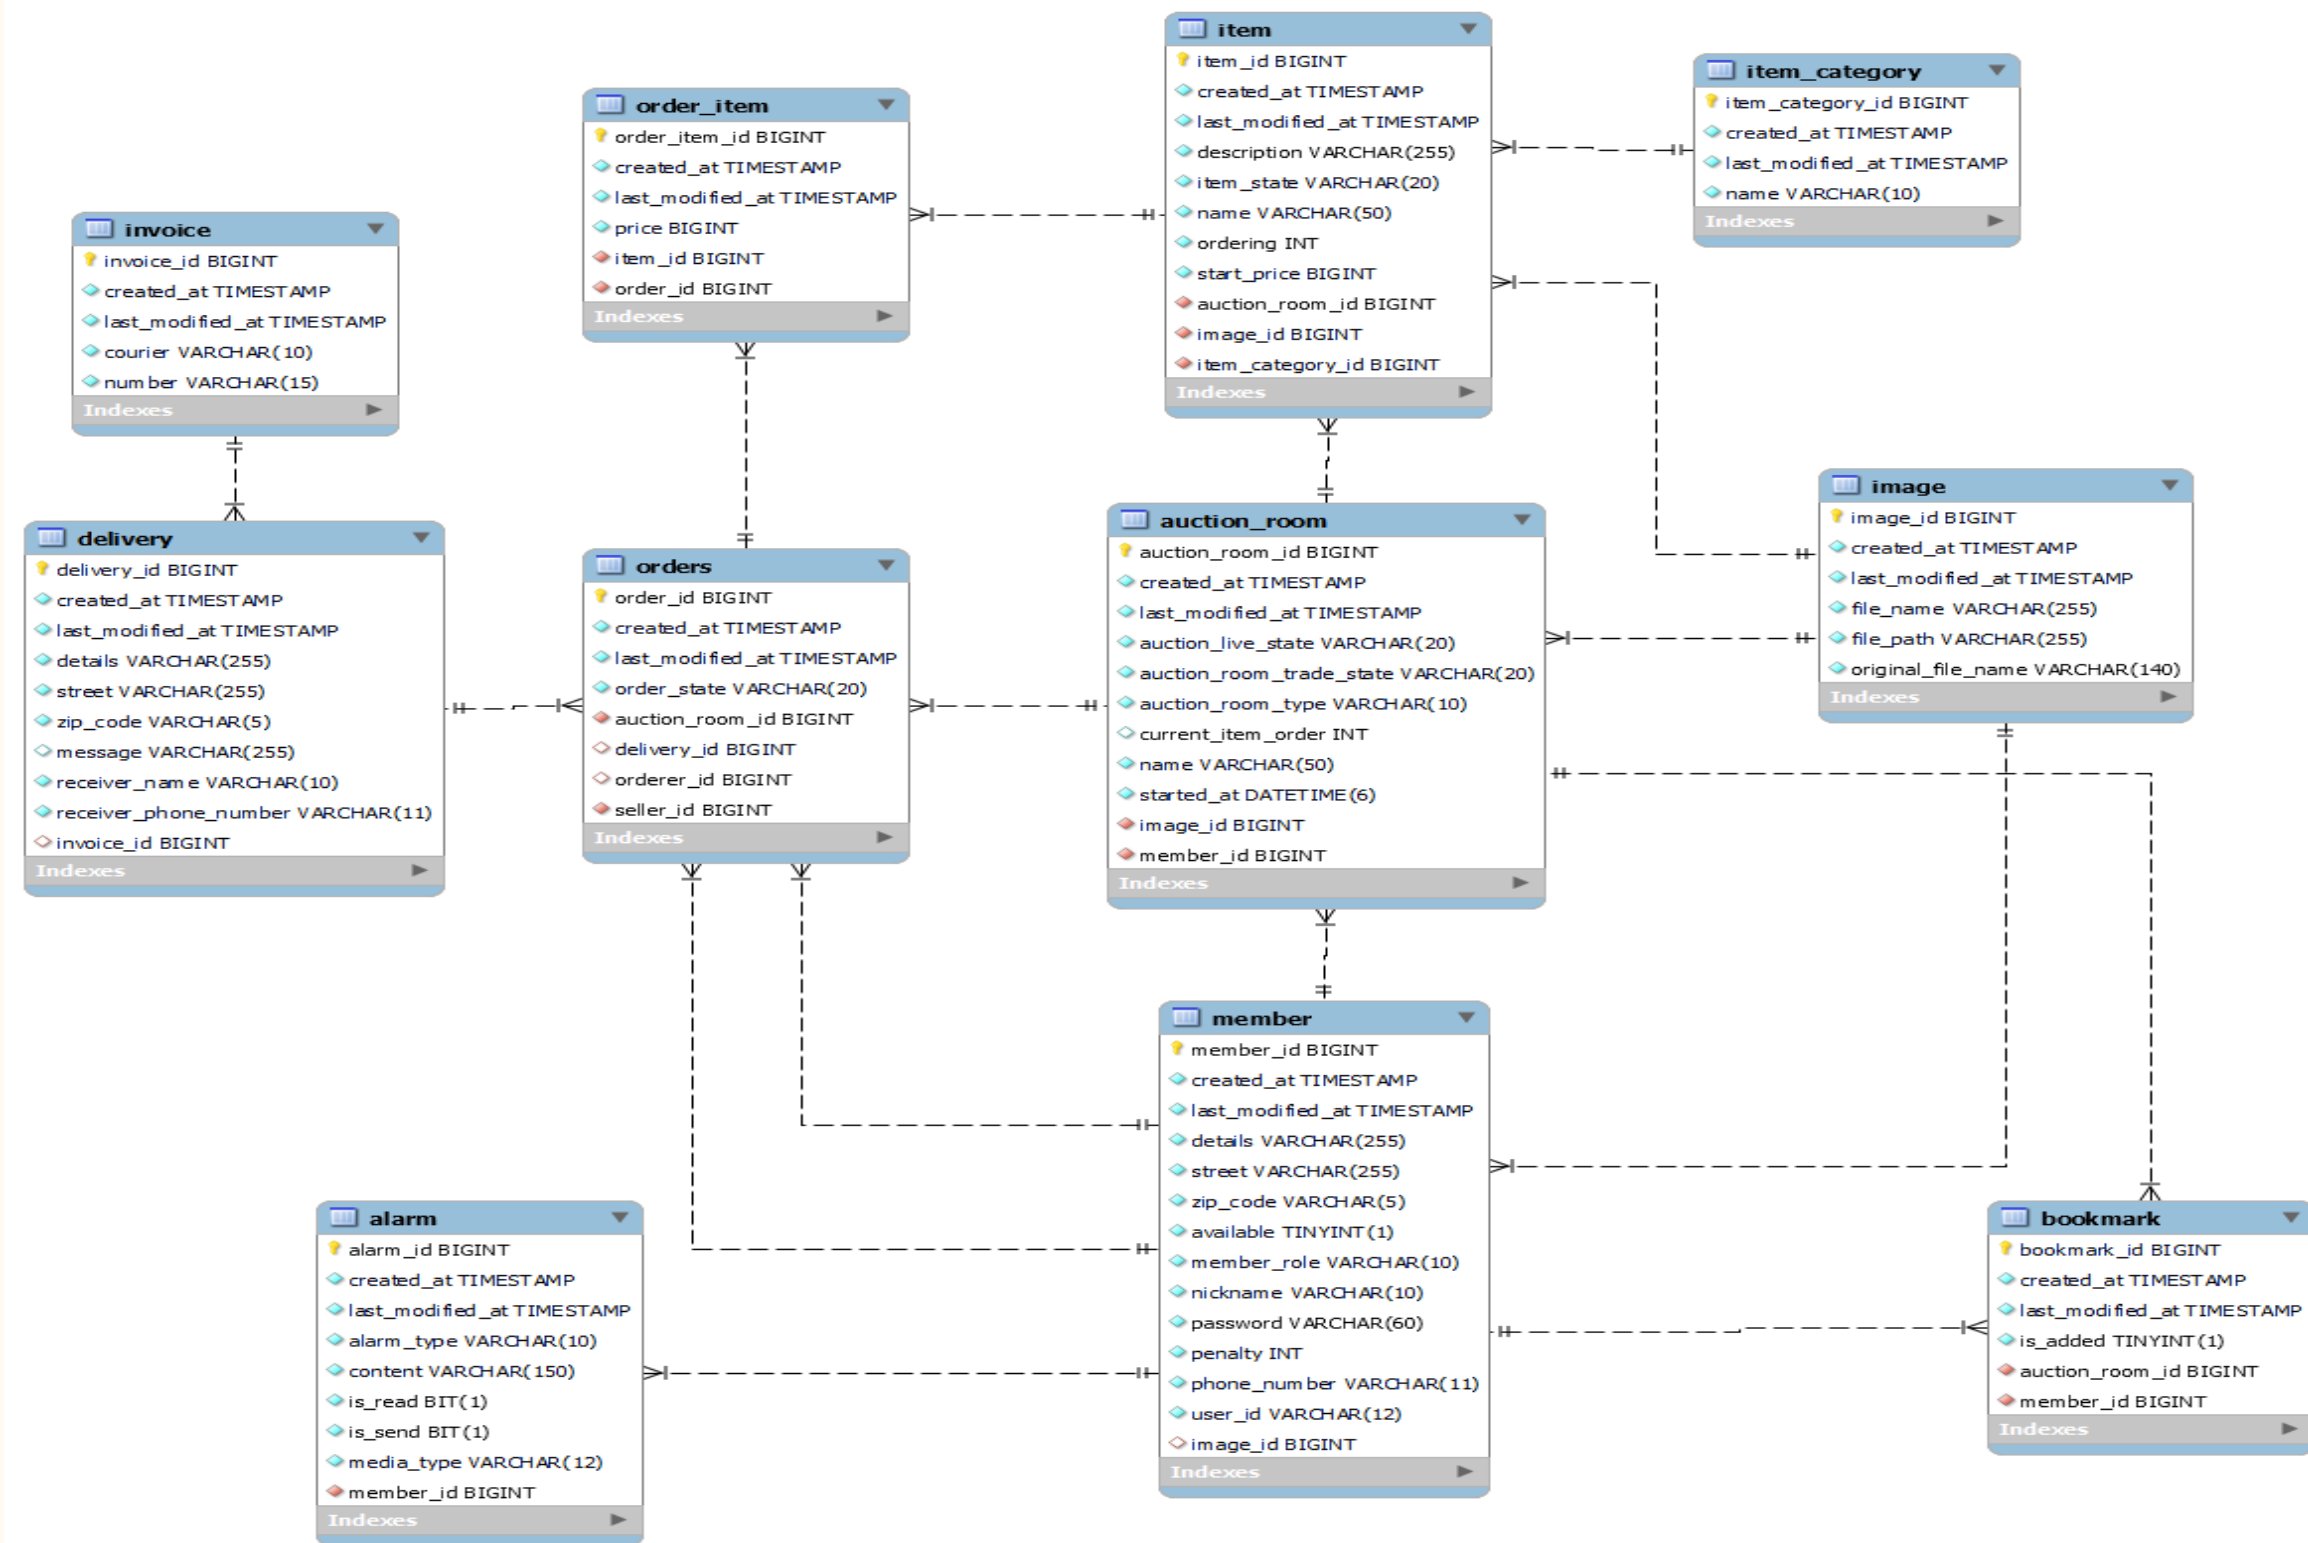 item
item_id BIGINT
created_at TIMESTAMP
last_modified_at TIMESTAMP
description VARCHAR(255)
item_state VARCHAR(20)
name VARCHAR(50)
ordering INT
start_price BIGINT
auction_room_id BIGINT
image_id BIGINT
item_category_id BIGINT
Indexes
item_category
item_category_id BIGINT
created_at TIMESTAMP
last_modified_at TIMESTAMP
name VARCHAR(10)
Indexes
order_item
order_item_id BIGINT
created_at TIMESTAMP
last_modified_at TIMESTAMP
price BIGINT
item_id BIGINT
order_id BIGINT
Indexes
invoice
invoice_id BIGINT
created_at TIMESTAMP
last_modified_at TIMESTAMP
courier VARCHAR(10)
number VARCHAR(15)
Indexes
image
image_id BIGINT
created_at TIMESTAMP
last_modified_at TIMESTAMP
file_name VARCHAR(255)
file_path VARCHAR(255)
original_file_name VARCHAR(140)
Indexes
auction_room
auction_room_id BIGINT
created_at TIMESTAMP
last_modified_at TIMESTAMP
auction_live_state VARCHAR(20)
auction_room_trade_state VARCHAR(20)
auction_room_type VARCHAR(10)
current_item_order INT
name VARCHAR(50)
started_at DATETIME(6)
image_id BIGINT
member_id BIGINT
Indexes
delivery
delivery_id BIGINT
created_at TIMESTAMP
last_modified_at TIMESTAMP
details VARCHAR(255)
street VARCHAR(255)
zip_code VARCHAR(5)
message VARCHAR(255)
receiver_name VARCHAR(10)
receiver_phone_number VARCHAR(11)
invoice_id BIGINT
Indexes
orders
order_id BIGINT
created_at TIMESTAMP
last_modified_at TIMESTAMP
order_state VARCHAR(20)
auction_room_id BIGINT
delivery_id BIGINT
orderer_id BIGINT
seller_id BIGINT
Indexes
member
member_id BIGINT
created_at TIMESTAMP
last_modified_at TIMESTAMP
details VARCHAR(255)
street VARCHAR(255)
zip_code VARCHAR(5)
available TINYINT(1)
member_role VARCHAR(10)
nickname VARCHAR(10)
password VARCHAR(60)
penalty INT
phone_number VARCHAR(11)
user_id VARCHAR(12)
image_id BIGINT
Indexes
alarm
alarm_id BIGINT
created_at TIMESTAMP
last_modified_at TIMESTAMP
alarm_type VARCHAR(10)
content VARCHAR(150)
is_read BIT(1)
is_send BIT(1)
media_type VARCHAR(12)
member_id BIGINT
Indexes
bookmark
bookmark_id BIGINT
created_at TIMESTAMP
last_modified_at TIMESTAMP
is_added TINYINT(1)
auction_room_id BIGINT
member_id BIGINT
Indexes